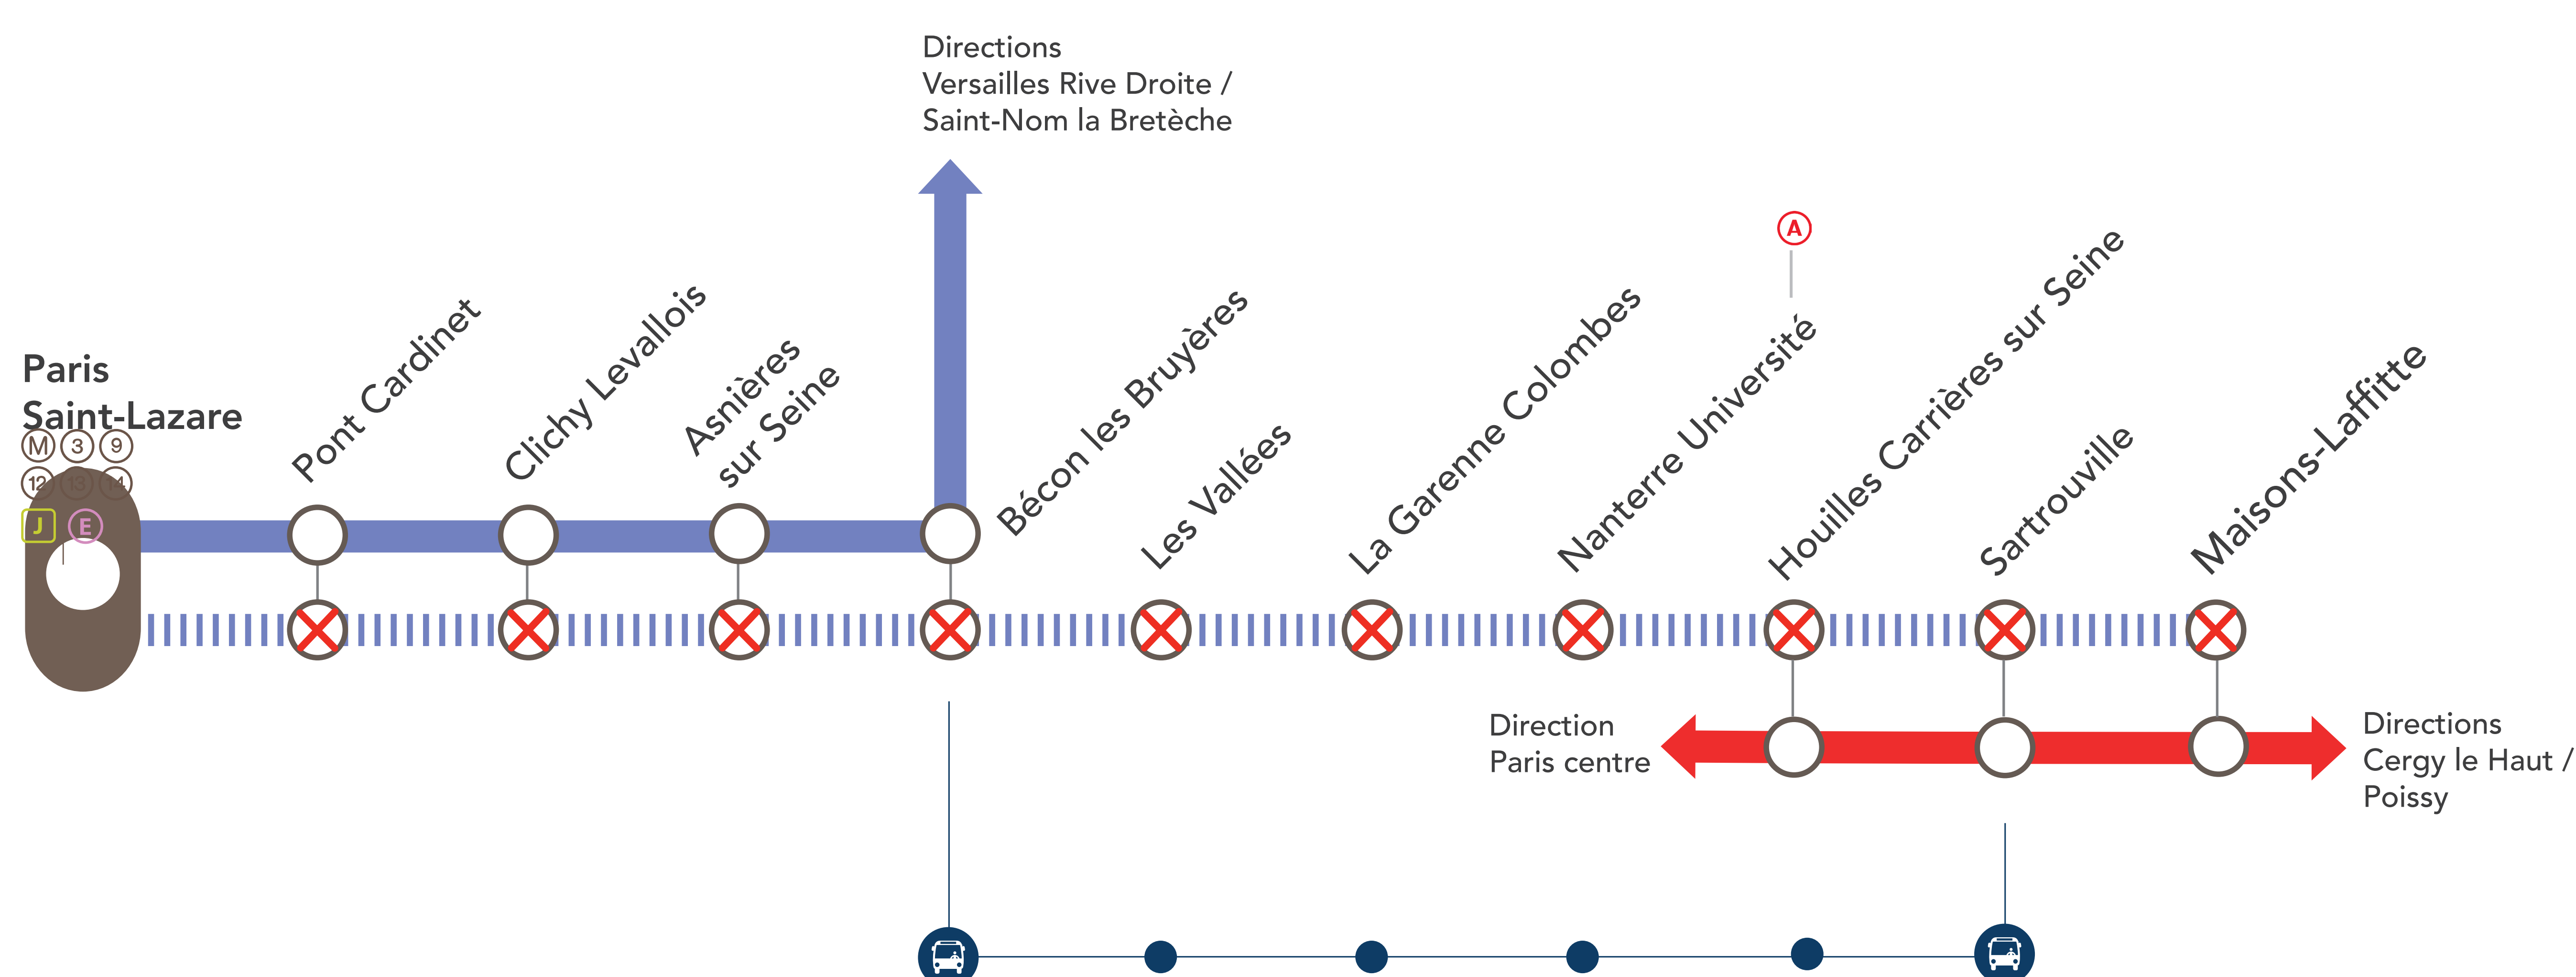 Directions
Versailles Rive Droite /
Saint-Nom la Bretèche
A
Paris
Saint-Lazare
M 3 9
12 13 14
J E
Pont Cardinet
Clichy Levallois
Asnières
sur Seine
Bécon les Bruyères
Les Vallées
La Garenne Colombes
Nanterre Université
Houilles Carrières sur Seine
Sartrouville
Maisons-Laffitte
Direction
Paris centre
Directions
Cergy le Haut /
Poissy